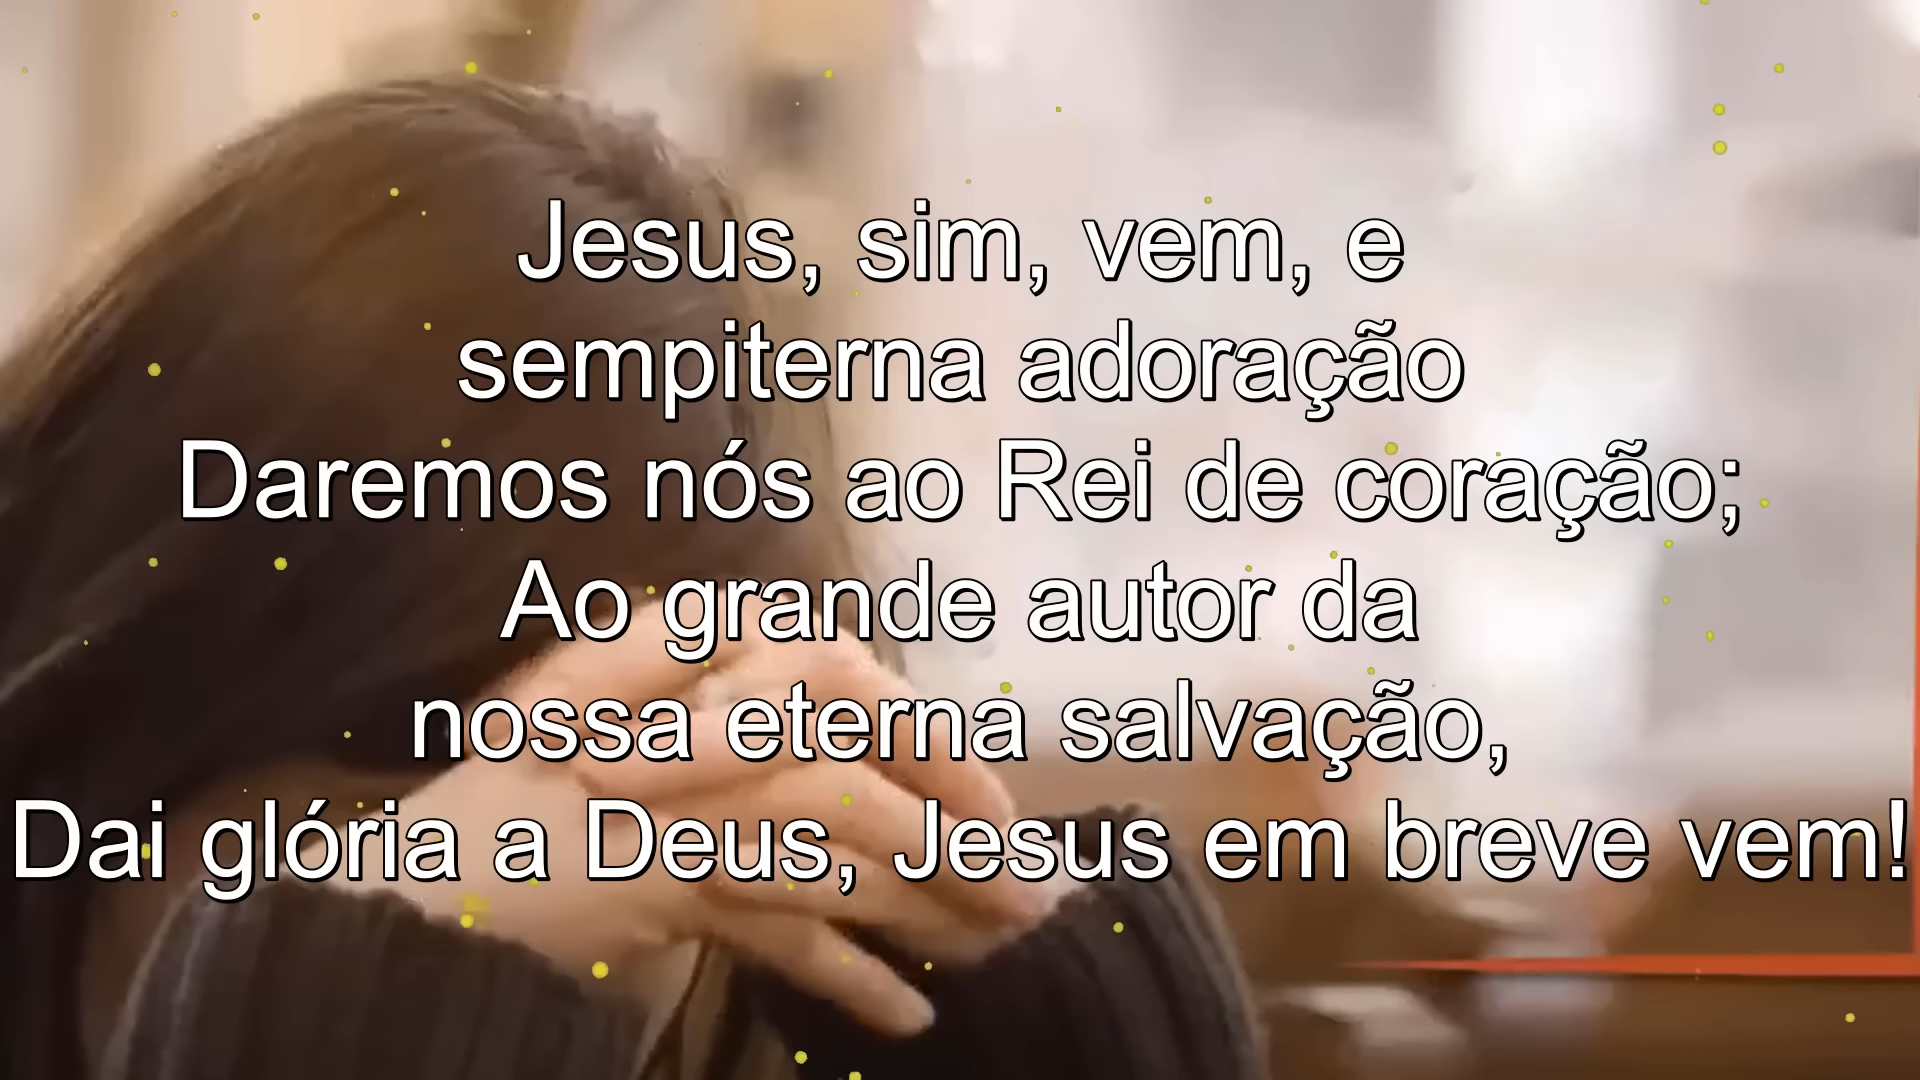 Jesus, sim, vem, e
sempiterna adoração
Daremos nós ao Rei de coração;
Ao grande autor da
nossa eterna salvação,
Dai glória a Deus, Jesus em breve vem!